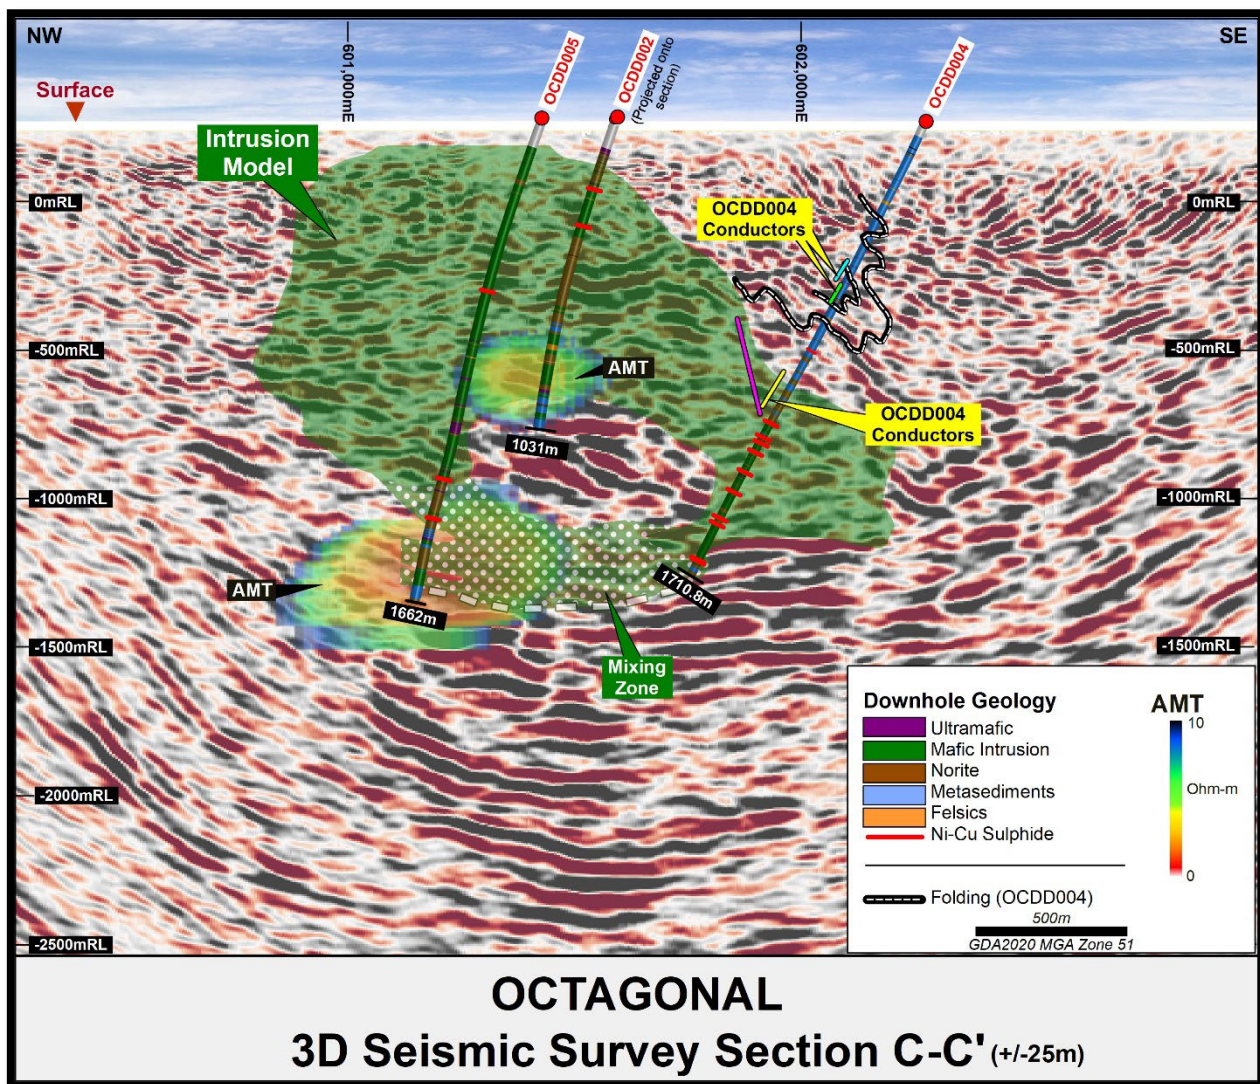 NW
SE
601,000mE
602,000mE
OCDD005
OCDD002
(Projected onto
section)
OCDD004
Surface
Intrusion
Model
0mRL
0mRL
OCDD004
Conductors
-500mRL
-500mRL
AMT
OCDD004
Conductors
1031m
-1000mRL
-1000mRL
AMT
1662m
1710.8m
-1500mRL
-1500mRL
Mixing
Zone
-2000mRL
-2500mRL
Downhole Geology
Ultramafic
Mafic Intrusion
Norite
Metasediments
Felsics
Ni-Cu Sulphide
Folding (OCDD004)
500m
GDA2020 MGA Zone 51
AMT
10
Ohm-m
0
OCTAGONAL
3D Seismic Survey Section C-C' (+/-25m)